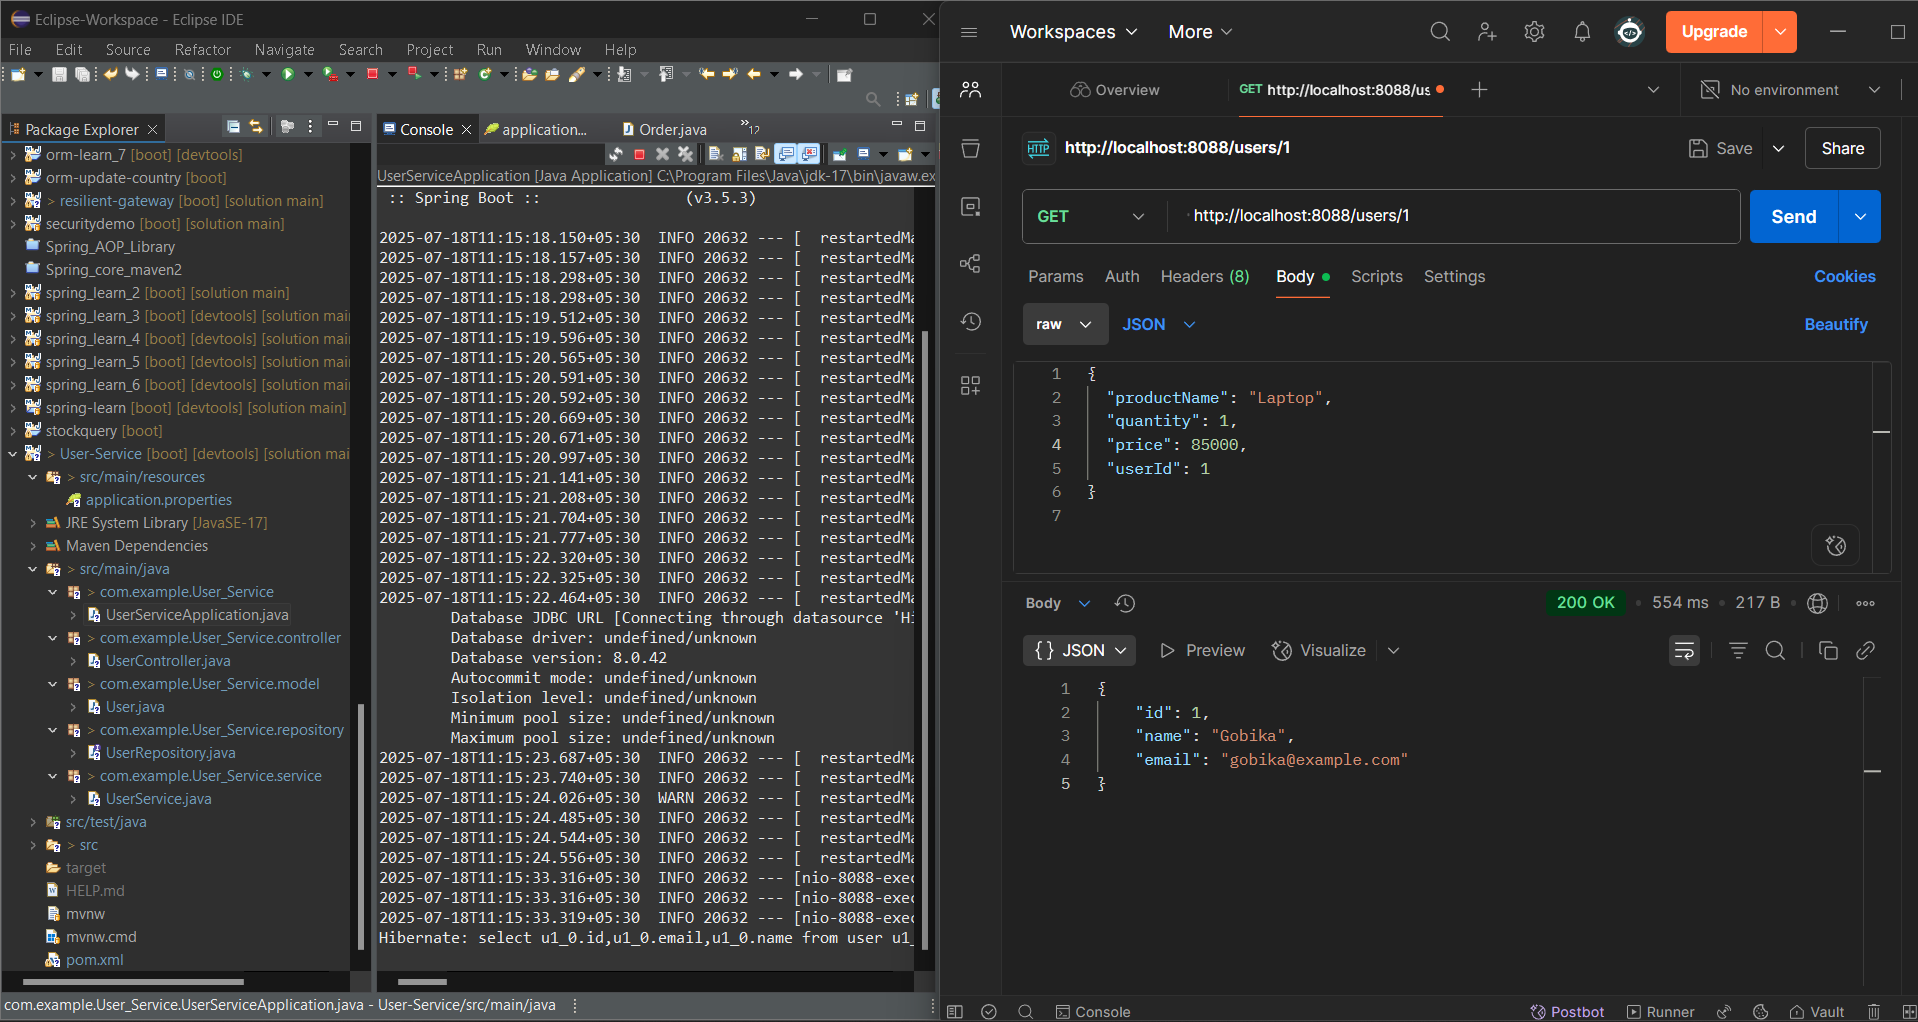 Eclipse-Workspace - Eclipse IDE
File Edit Source Refactor Navigate Search Project Run Window Help
Package Explorer
orm-learn_7 [boot] [devtools]
orm-update-country [boot]
> resilient-gateway [boot] [solution main]
securitydemo [boot] [solution main]
Spring_AOP_Library
Spring_core_maven2
spring_learn_2 [boot] [solution main]
spring_learn_3 [boot] [devtools] [solution mai
spring_learn_4 [boot] [devtools] [solution mai
spring_learn_5 [boot] [devtools] [solution mai
spring_learn_6 [boot] [devtools] [solution mai
spring-learn [boot] [devtools] [solution main]
stockquery [boot]
> User-Service [boot] [devtools] [solution mai
> src/main/resources
application.properties
JRE System Library [JavaSE-17]
Maven Dependencies
> src/main/java
> com.example.User_Service
UserServiceApplication.java
> com.example.User_Service.controller
UserController.java
> com.example.User_Service.model
User.java
> com.example.User_Service.repository
UserRepository.java
> com.example.User_Service.service
UserService.java
src/test/java
> src
target
HELP.md
mvnw
mvnw.cmd
pom.xml
com.example.User_Service.UserServiceApplication.java - User-Service/src/main/java
Console application... Order.java »12
UserServiceApplication [Java Application] C:\Program Files\Java\jdk-17\bin\javaw.ex
:: Spring Boot :: (v3.5.3)
2025-07-18T11:15:18.150+05:30 INFO 20632 --- [ restartedMa
2025-07-18T11:15:18.157+05:30 INFO 20632 --- [ restartedMa
2025-07-18T11:15:18.298+05:30 INFO 20632 --- [ restartedMa
2025-07-18T11:15:18.298+05:30 INFO 20632 --- [ restartedMa
2025-07-18T11:15:19.512+05:30 INFO 20632 --- [ restartedMa
2025-07-18T11:15:19.596+05:30 INFO 20632 --- [ restartedMa
2025-07-18T11:15:20.565+05:30 INFO 20632 --- [ restartedMa
2025-07-18T11:15:20.591+05:30 INFO 20632 --- [ restartedMa
2025-07-18T11:15:20.592+05:30 INFO 20632 --- [ restartedMa
2025-07-18T11:15:20.669+05:30 INFO 20632 --- [ restartedMa
2025-07-18T11:15:20.671+05:30 INFO 20632 --- [ restartedMa
2025-07-18T11:15:20.997+05:30 INFO 20632 --- [ restartedMa
2025-07-18T11:15:21.141+05:30 INFO 20632 --- [ restartedMa
2025-07-18T11:15:21.208+05:30 INFO 20632 --- [ restartedMa
2025-07-18T11:15:21.704+05:30 INFO 20632 --- [ restartedMa
2025-07-18T11:15:21.777+05:30 INFO 20632 --- [ restartedMa
2025-07-18T11:15:22.320+05:30 INFO 20632 --- [ restartedMa
2025-07-18T11:15:22.325+05:30 INFO 20632 --- [ restartedMa
2025-07-18T11:15:22.464+05:30 INFO 20632 --- [ restartedMa
Database JDBC URL [Connecting through datasource 'Hi
Database driver: undefined/unknown
Database version: 8.0.42
Autocommit mode: undefined/unknown
Isolation level: undefined/unknown
Minimum pool size: undefined/unknown
Maximum pool size: undefined/unknown
2025-07-18T11:15:23.687+05:30 INFO 20632 --- [ restartedMa
2025-07-18T11:15:23.740+05:30 INFO 20632 --- [ restartedMa
2025-07-18T11:15:24.026+05:30 WARN 20632 --- [ restartedMa
2025-07-18T11:15:24.485+05:30 INFO 20632 --- [ restartedMa
2025-07-18T11:15:24.544+05:30 INFO 20632 --- [ restartedMa
2025-07-18T11:15:24.556+05:30 INFO 20632 --- [ restartedMa
2025-07-18T11:15:33.316+05:30 INFO 20632 --- [nio-8088-exec
2025-07-18T11:15:33.316+05:30 INFO 20632 --- [nio-8088-exec
2025-07-18T11:15:33.319+05:30 INFO 20632 --- [nio-8088-exec
Hibernate: select u1_0.id,u1_0.email,u1_0.name from user u1_
Workspaces More Upgrade
Overview GET http://localhost:8088/us + No environment
HTTP http://localhost:8088/users/1 Save Share
GET http://localhost:8088/users/1 Send
Params Auth Headers (8) Body Scripts Settings Cookies
raw JSON Beautify
1 {
2 "productName": "Laptop",
3 "quantity": 1,
4 "price": 85000,
5 "userId": 1
6 }
7
Body 200 OK • 554 ms • 217 B
{} JSON Preview Visualize
1 {
2 "id": 1,
3 "name": "Gobika",
4 "email": "gobika@example.com"
5 }
Console Postbot Runner Vault